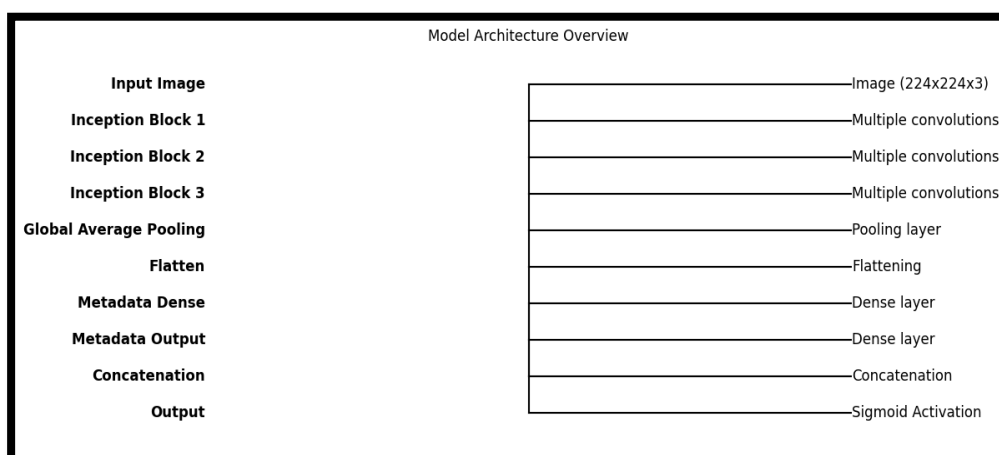 Model Architecture Overview
Input Image Image (224x224x3)
Inception Block 1 Multiple convolutions
Inception Block 2 Multiple convolutions
Inception Block 3 Multiple convolutions
Global Average Pooling Pooling layer
Flatten Flattening
Metadata Dense Dense layer
Metadata Output Dense layer
Concatenation Concatenation
Output Sigmoid Activation